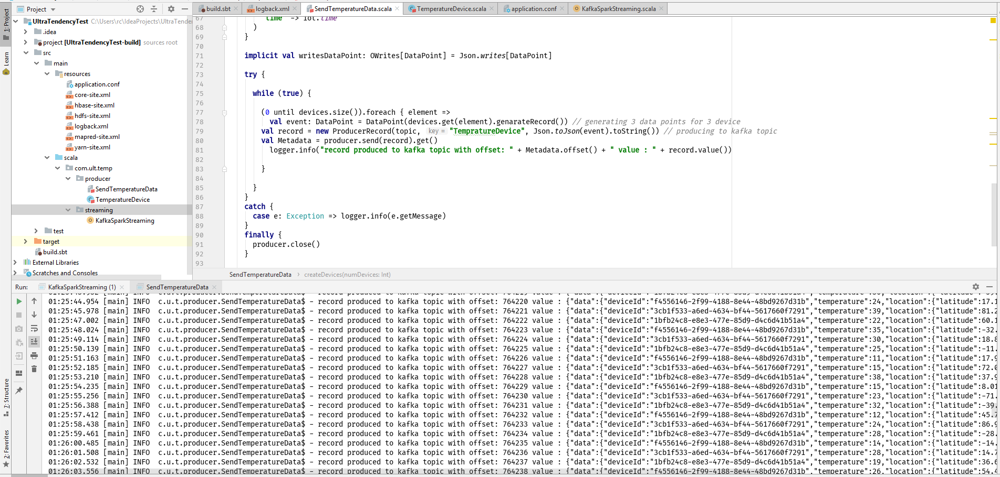 Project
build.sbt
logback.xml
SendTemperatureData.scala
TemperatureDevice.scala
application.conf
KafkaSparkStreaming.scala
1: Project
Learn
7: Structure
2: Favorites
UltraTendencyTest C:\Users\rc\IdeaProjects\UltraTender
.idea
project [UltraTendencyTest-build] sources root
src
main
resources
application.conf
core-site.xml
hbase-site.xml
hdfs-site.xml
logback.xml
mapred-site.xml
yarn-site.xml
scala
com.ult.temp
producer
SendTemperatureData
TemperatureDevice
streaming
KafkaSparkStreaming
test
target
build.sbt
External Libraries
Scratches and Consoles
67 "time" -> iot.time
68 )
69 }
70
71 implicit val writesDataPoint: OWrites[DataPoint] = Json.writes[DataPoint]
72
73 try {
74
75 while (true) {
76
77 (0 until devices.size()).foreach { element =>
78 val event: DataPoint = DataPoint(devices.get(element).genarateRecord()) // generating 3 data points for 3 device
79 val record = new ProducerRecord(topic, key = "TempratureDevice", Json.toJson(event).toString()) // producing to kafka topic
80 val Metadata = producer.send(record).get()
81 logger.info("record produced to kafka topic with offset: " + Metadata.offset() + " value : " + record.value())
82
83 }
84
85 }
86 }
87 catch {
88 case e: Exception => logger.info(e.getMessage)
89 }
90 finally {
91 producer.close()
92 }
93
SendTemperatureData > createDevices(numDevices: Int)
Run: KafkaSparkStreaming (1) SendTemperatureData
01:25:44.954 [main] INFO c.u.t.producer.SendTemperatureData$ - record produced to kafka topic with offset: 764220 value : {"data":{"deviceId":"f4556146-2f99-4188-8e44-48bd9267d31b","temperature":24,"location":{"latitude":17.1
01:25:45.978 [main] INFO c.u.t.producer.SendTemperatureData$ - record produced to kafka topic with offset: 764221 value : {"data":{"deviceId":"3cb1f533-a6ed-4634-bf44-5617660f7291","temperature":39,"location":{"latitude":81.2
01:25:47.002 [main] INFO c.u.t.producer.SendTemperatureData$ - record produced to kafka topic with offset: 764222 value : {"data":{"deviceId":"1bfb24c8-e8e3-477e-85d9-d4c6d41b51a4","temperature":22,"location":{"latitude":60.1
01:25:48.024 [main] INFO c.u.t.producer.SendTemperatureData$ - record produced to kafka topic with offset: 764223 value : {"data":{"deviceId":"f4556146-2f99-4188-8e44-48bd9267d31b","temperature":35,"location":{"latitude":-32.
01:25:49.114 [main] INFO c.u.t.producer.SendTemperatureData$ - record produced to kafka topic with offset: 764224 value : {"data":{"deviceId":"3cb1f533-a6ed-4634-bf44-5617660f7291","temperature":30,"location":{"latitude":18.8
01:25:50.139 [main] INFO c.u.t.producer.SendTemperatureData$ - record produced to kafka topic with offset: 764225 value : {"data":{"deviceId":"1bfb24c8-e8e3-477e-85d9-d4c6d41b51a4","temperature":25,"location":{"latitude":-11.
01:25:51.163 [main] INFO c.u.t.producer.SendTemperatureData$ - record produced to kafka topic with offset: 764226 value : {"data":{"deviceId":"f4556146-2f99-4188-8e44-48bd9267d31b","temperature":11,"location":{"latitude":17.9
01:25:52.185 [main] INFO c.u.t.producer.SendTemperatureData$ - record produced to kafka topic with offset: 764227 value : {"data":{"deviceId":"3cb1f533-a6ed-4634-bf44-5617660f7291","temperature":15,"location":{"latitude":72.0
01:25:53.210 [main] INFO c.u.t.producer.SendTemperatureData$ - record produced to kafka topic with offset: 764228 value : {"data":{"deviceId":"1bfb24c8-e8e3-477e-85d9-d4c6d41b51a4","temperature":38,"location":{"latitude":37.9
01:25:54.235 [main] INFO c.u.t.producer.SendTemperatureData$ - record produced to kafka topic with offset: 764229 value : {"data":{"deviceId":"f4556146-2f99-4188-8e44-48bd9267d31b","temperature":15,"location":{"latitude":8.01
01:25:55.256 [main] INFO c.u.t.producer.SendTemperatureData$ - record produced to kafka topic with offset: 764230 value : {"data":{"deviceId":"3cb1f533-a6ed-4634-bf44-5617660f7291","temperature":23,"location":{"latitude":-71.
01:25:56.388 [main] INFO c.u.t.producer.SendTemperatureData$ - record produced to kafka topic with offset: 764231 value : {"data":{"deviceId":"1bfb24c8-e8e3-477e-85d9-d4c6d41b51a4","temperature":32,"location":{"latitude":-39.
01:25:57.412 [main] INFO c.u.t.producer.SendTemperatureData$ - record produced to kafka topic with offset: 764232 value : {"data":{"deviceId":"f4556146-2f99-4188-8e44-48bd9267d31b","temperature":12,"location":{"latitude":45.7
01:25:58.438 [main] INFO c.u.t.producer.SendTemperatureData$ - record produced to kafka topic with offset: 764233 value : {"data":{"deviceId":"3cb1f533-a6ed-4634-bf44-5617660f7291","temperature":24,"location":{"latitude":86.9
01:25:59.461 [main] INFO c.u.t.producer.SendTemperatureData$ - record produced to kafka topic with offset: 764234 value : {"data":{"deviceId":"1bfb24c8-e8e3-477e-85d9-d4c6d41b51a4","temperature":28,"location":{"latitude":-28.
01:26:00.485 [main] INFO c.u.t.producer.SendTemperatureData$ - record produced to kafka topic with offset: 764235 value : {"data":{"deviceId":"f4556146-2f99-4188-8e44-48bd9267d31b","temperature":14,"location":{"latitude":-14.
01:26:01.508 [main] INFO c.u.t.producer.SendTemperatureData$ - record produced to kafka topic with offset: 764236 value : {"data":{"deviceId":"3cb1f533-a6ed-4634-bf44-5617660f7291","temperature":28,"location":{"latitude":14.7
01:26:02.532 [main] INFO c.u.t.producer.SendTemperatureData$ - record produced to kafka topic with offset: 764237 value : {"data":{"deviceId":"1bfb24c8-e8e3-477e-85d9-d4c6d41b51a4","temperature":19,"location":{"latitude":36.6
01:26:03.556 [main] INFO c.u.t.producer.SendTemperatureData$ - record produced to kafka topic with offset: 764238 value : {"data":{"deviceId":"f4556146-2f99-4188-8e44-48bd9267d31b","temperature":26,"location":{"latitude":54.